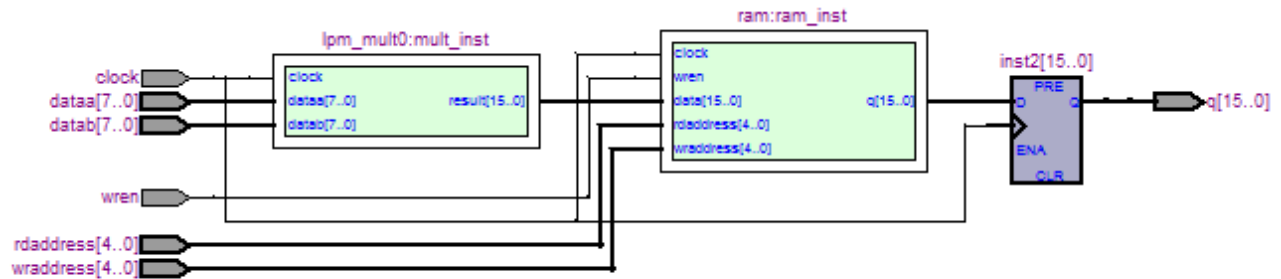 ram:ram_inst
lpm_mult0:mult_inst
clock
inst2[15..0]
clock
clock
wren
PRE
dataa[7..0]
dataa[7..0]
result[15..0]
data[15..0]
q[15..0]
D
Q
q[15..0]
datab[7..0]
datab[7..0]
rdaddress[4..0]
wraddress[4..0]
ENA
CLR
wren
rdaddress[4..0]
wraddress[4..0]